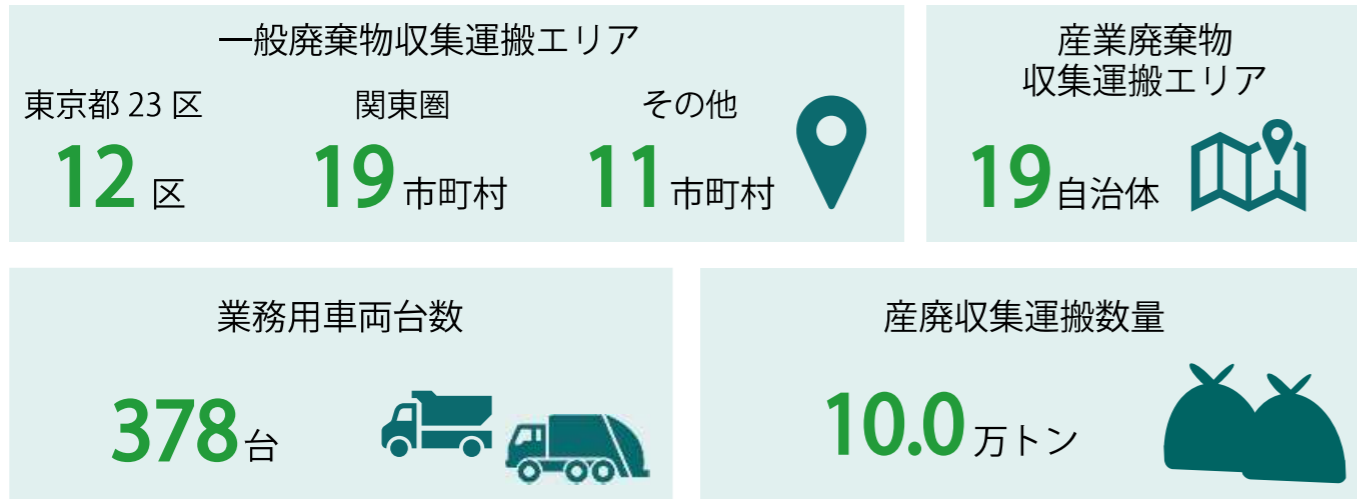 一般廃棄物収集運搬エリア
東京都 23 区
関東圏
その他
12 区
19 市町村
11 市町村
産業廃棄物
収集運搬エリア
19 自治体
業務用車両台数
378 台
産廃収集運搬数量
10.0 万トン